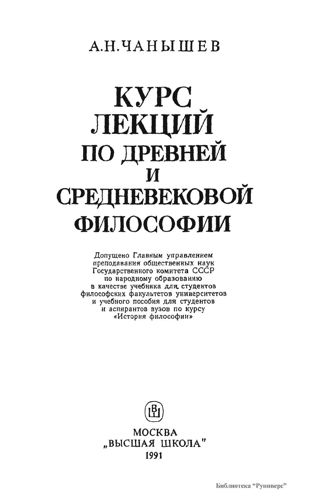 А.Н.ЧАНЫШЕВ
КУРС
ЛЕКЦИЙ
ПО ДРЕВНЕЙ
И
СРЕДНЕВЕКОВОЙ
ФИЛОСОФИИ
Допущено Главным управлением
преподавания общественных наук
Государственного комитета СССР
по народному образованию
в качестве учебника для студентов
философских факультетов университетов
и учебного пособия для студентов
и аспирантов вузов по курсу
«История философии»
ВШ
МОСКВА
„ВЫСШАЯ ШКОЛА"
1991
Библиотека "Руниверс"